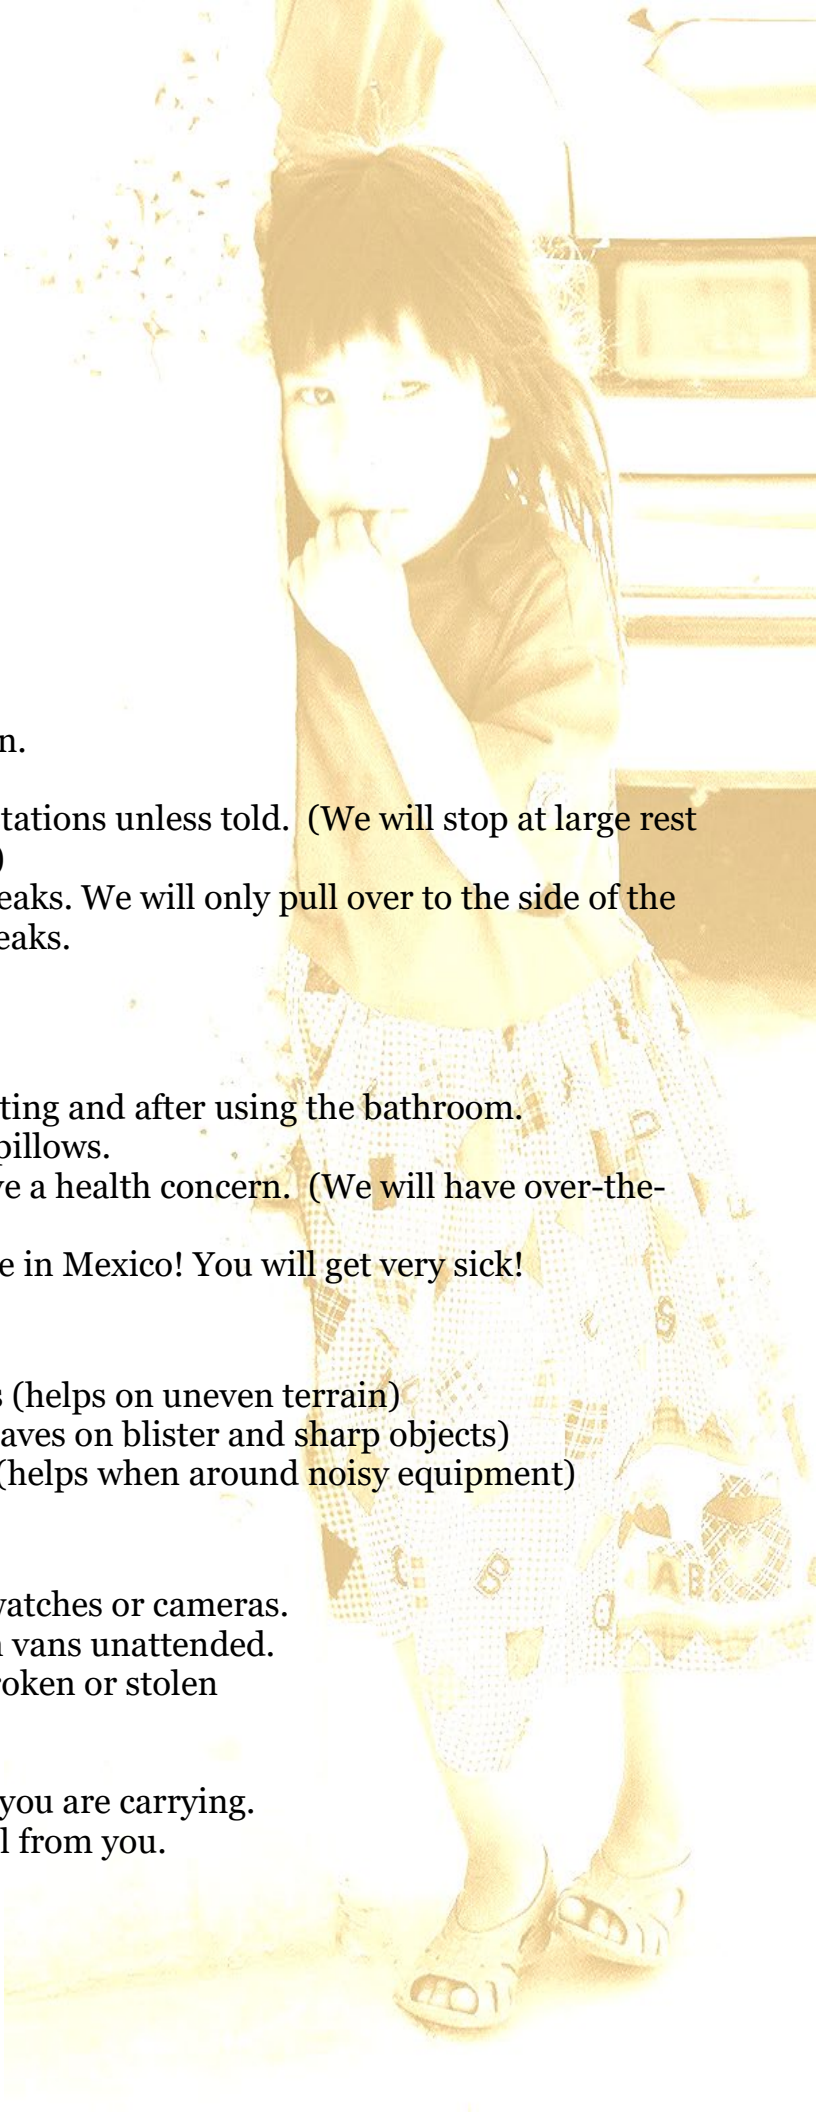 n.
tations unless told.  (We will stop at large rest
)
eaks. We will only pull over to the side of the
eaks.
ting and after using the bathroom.
pillows.
ve a health concern.  (We will have over-the-
e in Mexico! You will get very sick!
s (helps on uneven terrain)
aves on blister and sharp objects)
(helps when around noisy equipment)
watches or cameras.
n vans unattended.
roken or stolen
you are carrying.
l from you.
C
D
S
C
B
O
AB